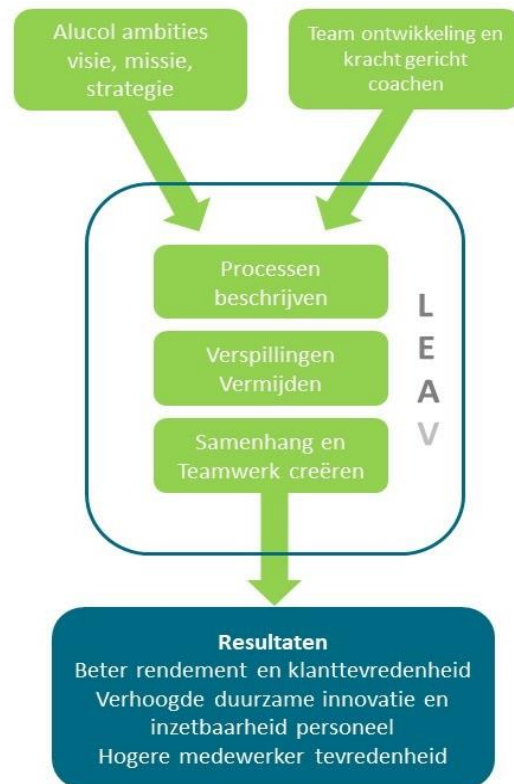 Alucol ambities
visie, missie,
strategie
Team ontwikkeling en
kracht gericht
coachen
Processen
beschrijven
Verspillingen
Vermijden
Samenhang en
Teamwerk creëren
L
E
A
V
Resultaten
Beter rendement en klanttevredenheid
Verhoogde duurzame innovatie en
inzetbaarheid personeel
Hogere medewerker tevredenheid